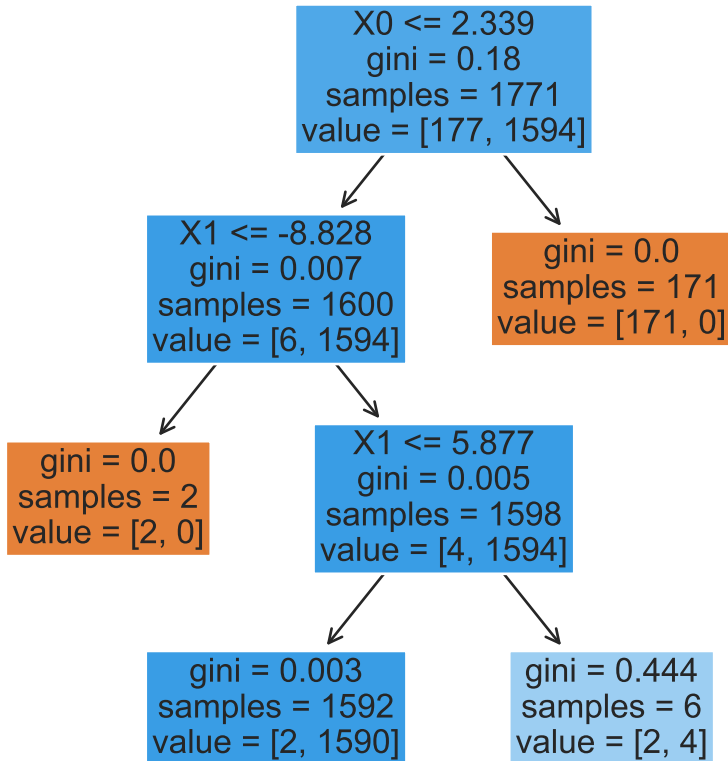 X0 <= 2.339
gini = 0.18
samples = 1771
value = [177, 1594]
X1 <= -8.828
gini = 0.007
samples = 1600
value = [6, 1594]
gini = 0.0
samples = 171
value = [171, 0]
gini = 0.0
samples = 2
value = [2, 0]
X1 <= 5.877
gini = 0.005
samples = 1598
value = [4, 1594]
gini = 0.003
samples = 1592
value = [2, 1590]
gini = 0.444
samples = 6
value = [2, 4]